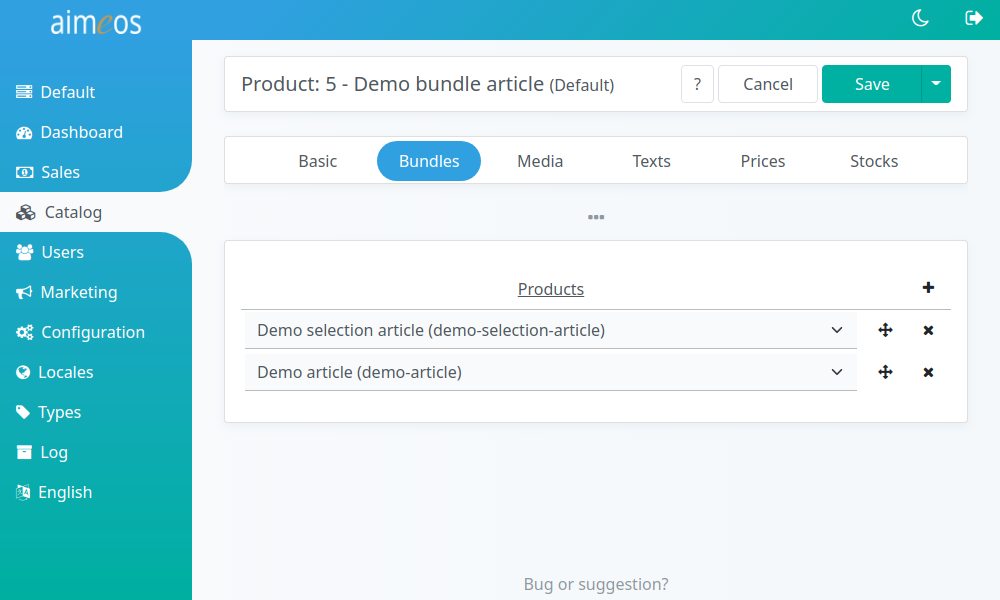 aimeos
Default
Dashboard
Sales
Catalog
Users
Marketing
Configuration
Locales
Types
Log
English
Product: 5 - Demo bundle article (Default)
?
Cancel
Save
Basic
Bundles
Media
Texts
Prices
Stocks
Products
Demo selection article (demo-selection-article)
Demo article (demo-article)
Bug or suggestion?